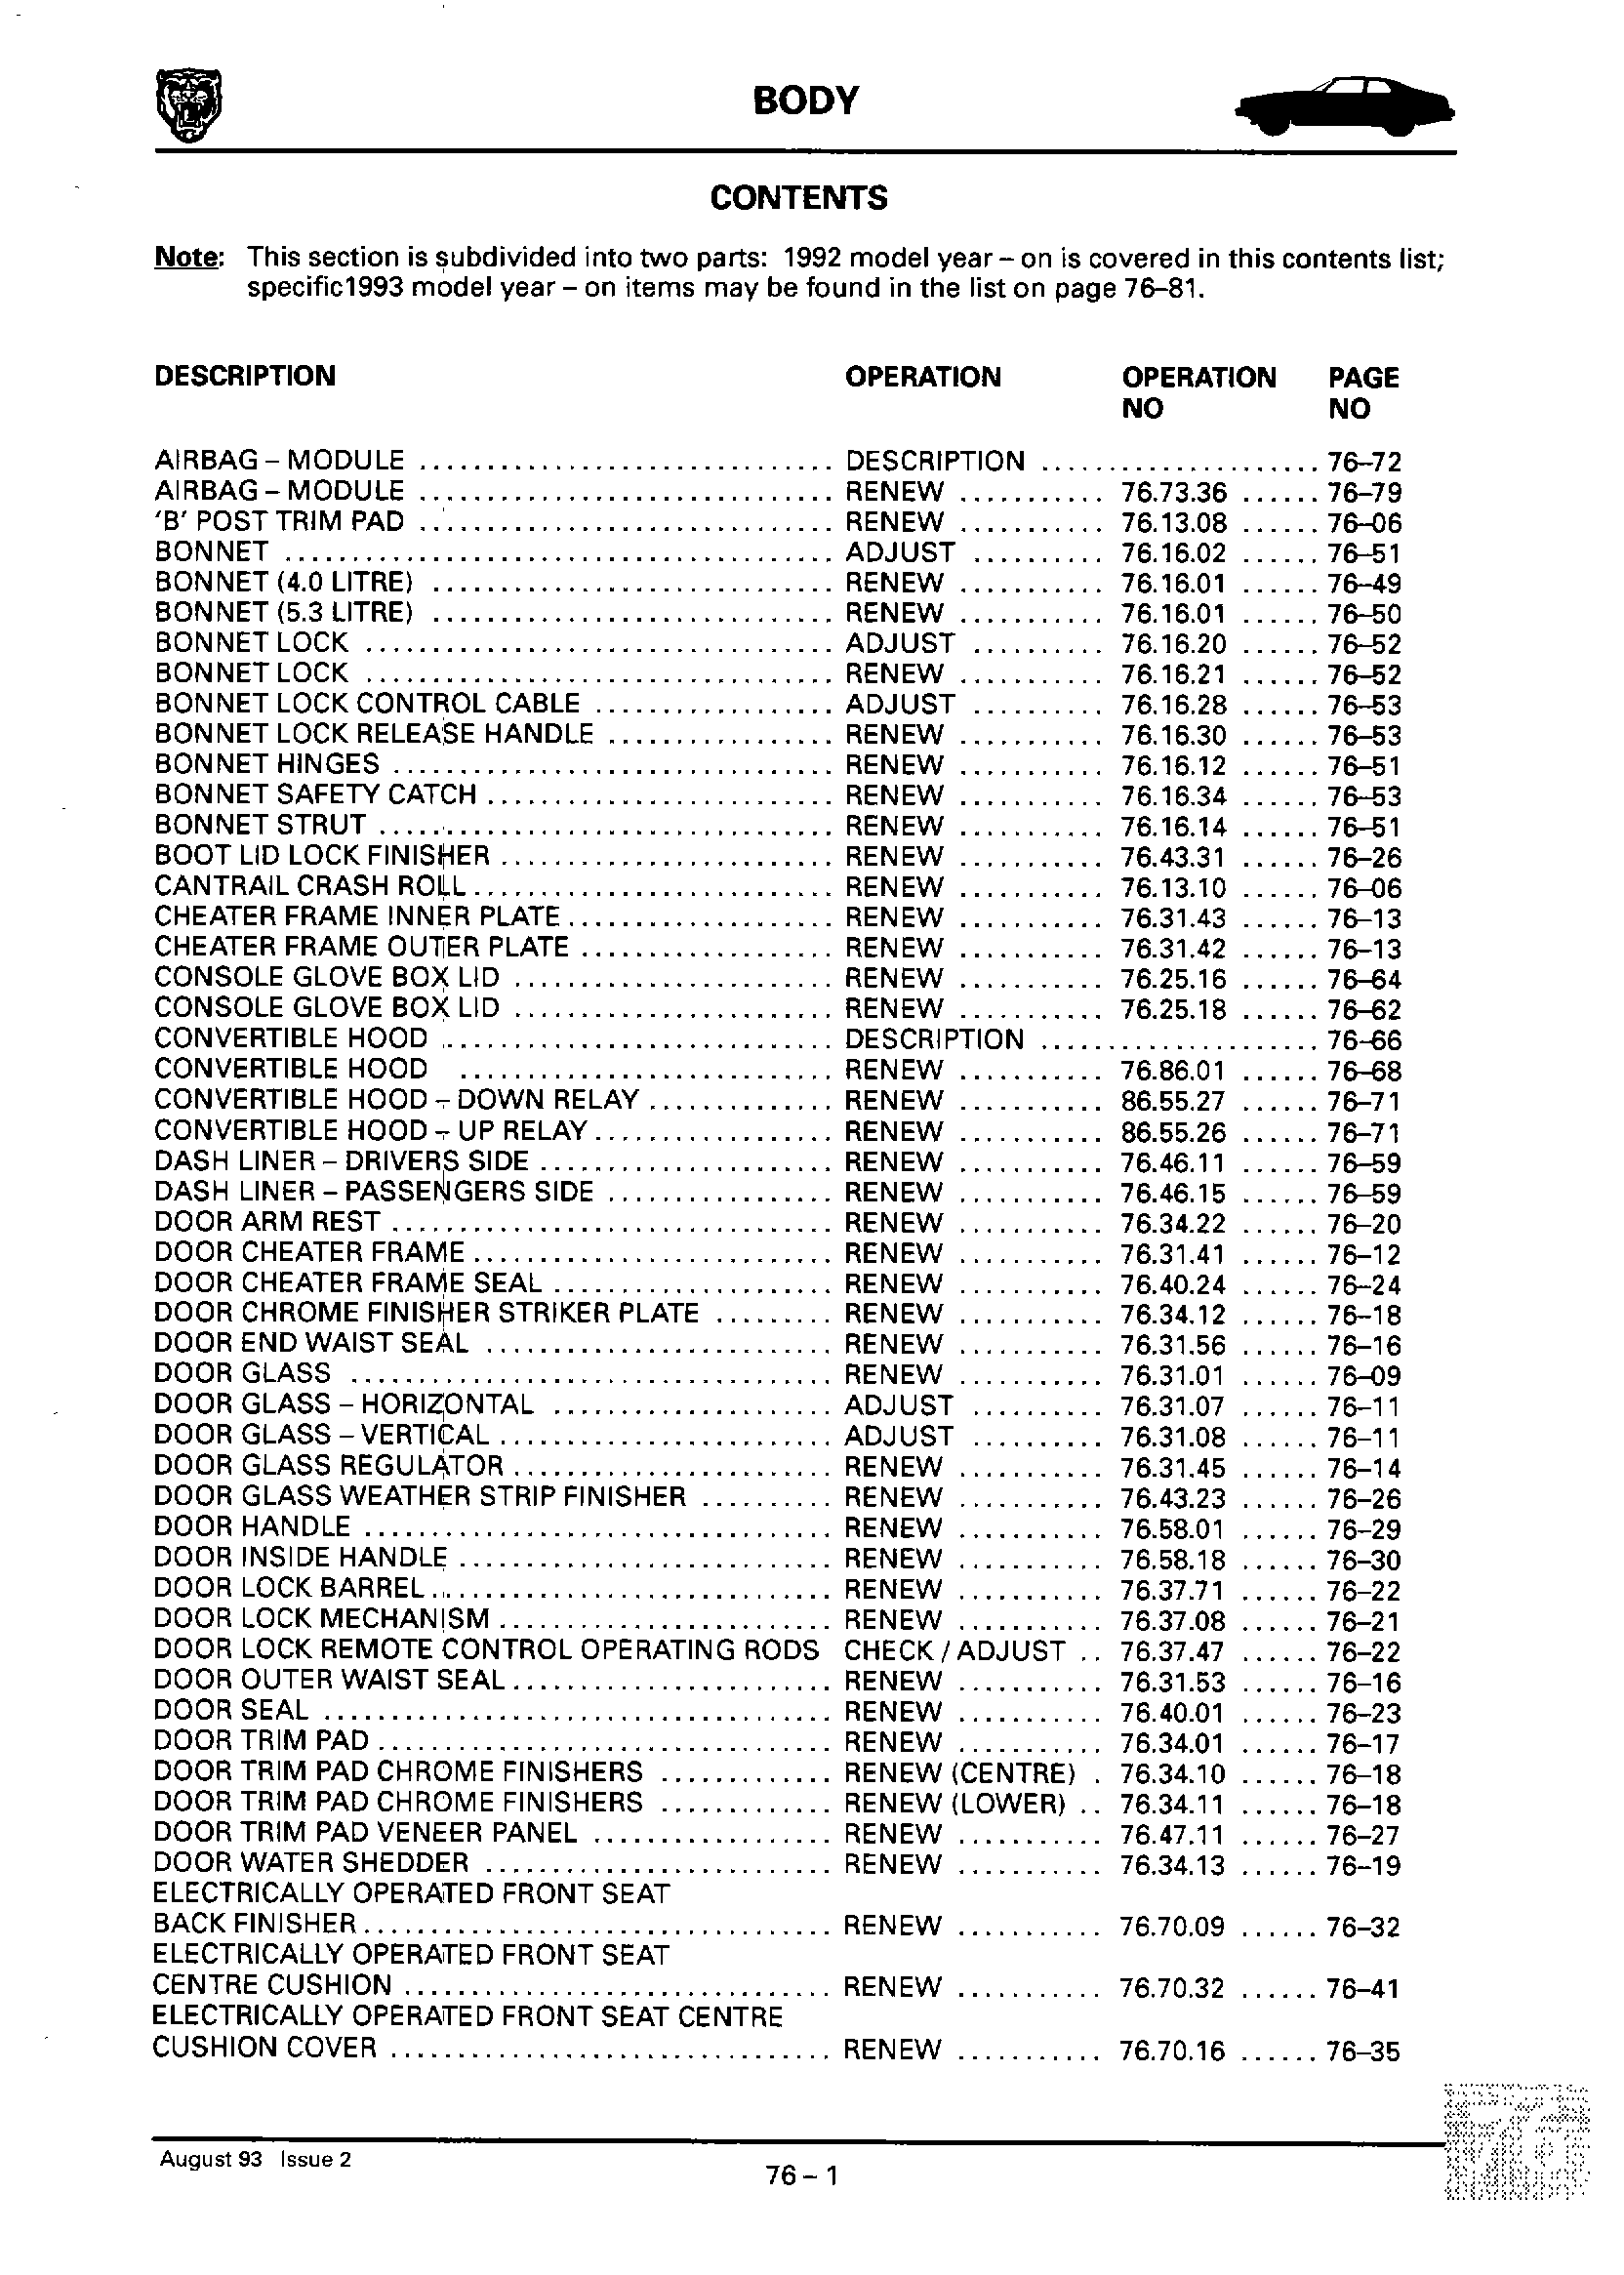 BODY
CONTENTS
Note: This section is subdivided into two parts: 1992 model year – on is covered in this contents list;
specific1993 model year – on items may be found in the list on page 76–81.
DESCRIPTION OPERATION OPERATION PAGE
NO NO
AIRBAG – MODULE ............................... DESCRIPTION ..................... 76–72
AIRBAG – MODULE ............................... RENEW ........... 76.73.36 ...... 76–79
'B' POST TRIM PAD ............................... RENEW ........... 76.13.08 ...... 76–06
BONNET ......................................... ADJUST .......... 76.16.02 ...... 76–51
BONNET (4.0 LITRE) .............................. RENEW ........... 76.16.01 ...... 76–49
BONNET (5.3 LITRE) .............................. RENEW ........... 76.16.01 ...... 76–50
BONNET LOCK ................................... ADJUST .......... 76.16.20 ...... 76–52
BONNET LOCK ................................... RENEW ........... 76.16.21 ...... 76–52
BONNET LOCK CONTROL CABLE .................. ADJUST .......... 76.16.28 ...... 76–53
BONNET LOCK RELEASE HANDLE ................. RENEW ........... 76.16.30 ...... 76–53
BONNET HINGES ................................. RENEW ........... 76.16.12 ...... 76–51
BONNET SAFETY CATCH .......................... RENEW ........... 76.16.34 ...... 76–53
BONNET STRUT .................................. RENEW ........... 76.16.14 ...... 76–51
BOOT LID LOCK FINISHER ......................... RENEW ........... 76.43.31 ...... 76–26
CANTRAIL CRASH ROLL ........................... RENEW ........... 76.13.10 ...... 76–06
CHEATER FRAME INNER PLATE .................... RENEW ........... 76.31.43 ...... 76–13
CHEATER FRAME OUTER PLATE ................... RENEW ........... 76.31.42 ...... 76–13
CONSOLE GLOVE BOX LID ........................ RENEW ........... 76.25.16 ...... 76–64
CONSOLE GLOVE BOX LID ........................ RENEW ........... 76.25.18 ...... 76–62
CONVERTIBLE HOOD ............................. DESCRIPTION ..................... 76–66
CONVERTIBLE HOOD ............................ RENEW ........... 76.86.01 ...... 76–68
CONVERTIBLE HOOD – DOWN RELAY .............. RENEW ........... 86.55.27 ...... 76–71
CONVERTIBLE HOOD – UP RELAY .................. RENEW ........... 86.55.26 ...... 76–71
DASH LINER – DRIVERS SIDE ...................... RENEW ........... 76.46.11 ...... 76–59
DASH LINER – PASSENGERS SIDE ................. RENEW ........... 76.46.15 ...... 76–59
DOOR ARM REST ................................. RENEW ........... 76.34.22 ...... 76–20
DOOR CHEATER FRAME ........................... RENEW ........... 76.31.41 ...... 76–12
DOOR CHEATER FRAME SEAL ..................... RENEW ........... 76.40.24 ...... 76–24
DOOR CHROME FINISHER STRIKER PLATE ......... RENEW ........... 76.34.12 ...... 76–18
DOOR END WAIST SEAL .......................... RENEW ........... 76.31.56 ...... 76–16
DOOR GLASS .................................... RENEW ........... 76.31.01 ...... 76–09
DOOR GLASS – HORIZONTAL ..................... ADJUST .......... 76.31.07 ...... 76–11
DOOR GLASS – VERTICAL ......................... ADJUST .......... 76.31.08 ...... 76–11
DOOR GLASS REGULATOR ........................ RENEW ........... 76.31.45 ...... 76–14
DOOR GLASS WEATHER STRIP FINISHER .......... RENEW ........... 76.43.23 ...... 76–26
DOOR HANDLE ................................... RENEW ........... 76.58.01 ...... 76–29
DOOR INSIDE HANDLE ............................ RENEW ........... 76.58.18 ...... 76–30
DOOR LOCK BARREL .............................. RENEW ........... 76.37.71 ...... 76–22
DOOR LOCK MECHANISM ......................... RENEW ........... 76.37.08 ...... 76–21
DOOR LOCK REMOTE CONTROL OPERATING RODS CHECK / ADJUST .. 76.37.47 ...... 76–22
DOOR OUTER WAIST SEAL ........................ RENEW ........... 76.31.53 ...... 76–16
DOOR SEAL ...................................... RENEW ........... 76.40.01 ...... 76–23
DOOR TRIM PAD .................................. RENEW ........... 76.34.01 ...... 76–17
DOOR TRIM PAD CHROME FINISHERS ............. RENEW (CENTRE) . 76.34.10 ...... 76–18
DOOR TRIM PAD CHROME FINISHERS ............. RENEW (LOWER) .. 76.34.11 ...... 76–18
DOOR TRIM PAD VENEER PANEL .................. RENEW ........... 76.47.11 ...... 76–27
DOOR WATER SHEDDER .......................... RENEW ........... 76.34.13 ...... 76–19
ELECTRICALLY OPERATED FRONT SEAT
BACK FINISHER ................................... RENEW ........... 76.70.09 ...... 76–32
ELECTRICALLY OPERATED FRONT SEAT
CENTRE CUSHION ................................ RENEW ........... 76.70.32 ...... 76–41
ELECTRICALLY OPERATED FRONT SEAT CENTRE
CUSHION COVER ................................. RENEW ........... 76.70.16 ...... 76–35
August 93 Issue 2
76 – 1